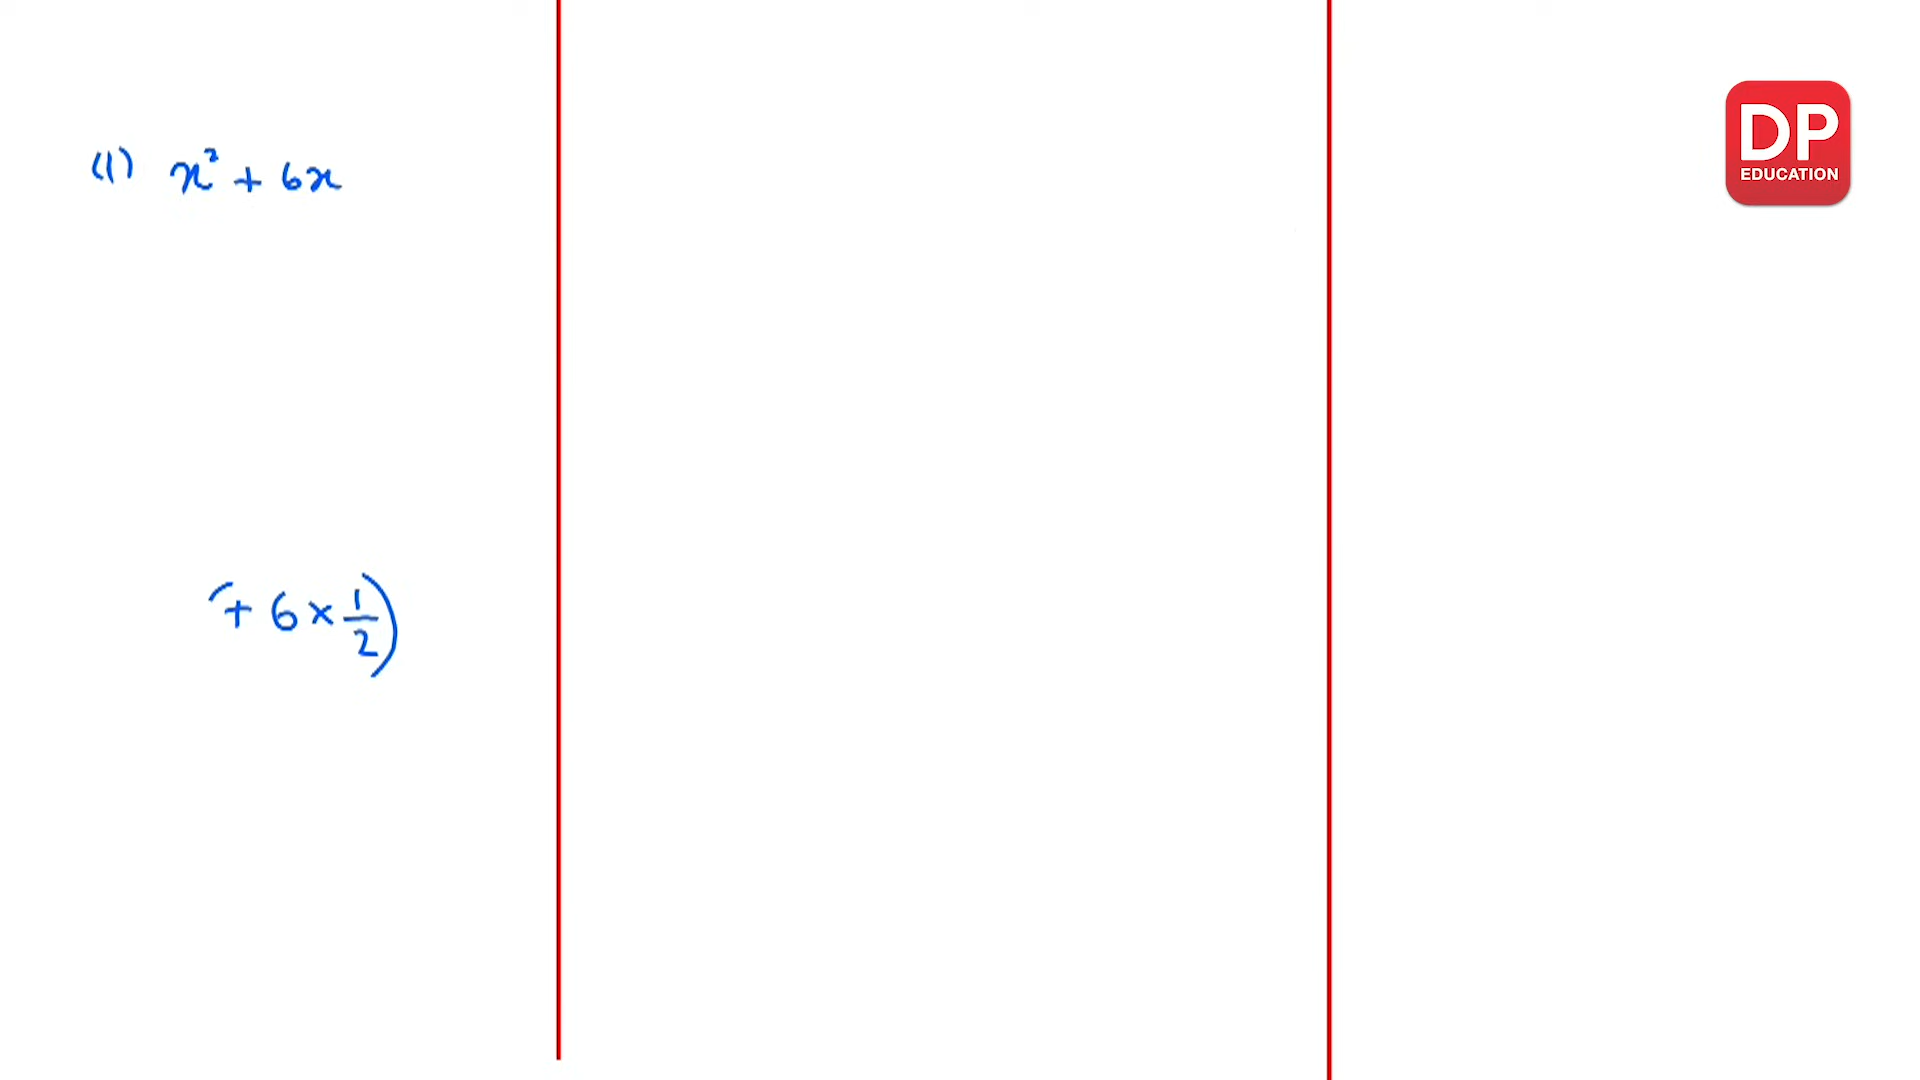 (1) x² + 6x
DP
EDUCATION
(+ 6 × 1/2)